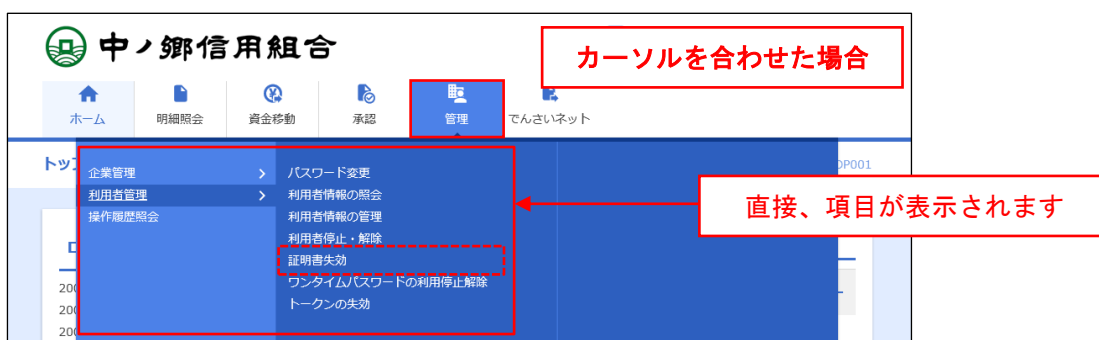 中ノ郷信用組合
カーソルを合わせた場合
ホーム
明細照会
資金移動
承認
管理
でんさいネット
トップ
企業管理
利用者管理
操作履歴照会
パスワード変更
利用者情報の照会
利用者情報の管理
利用者停止・解除
証明書失効
ワンタイムパスワードの利用停止解除
トークンの失効
OP001
直接、項目が表示されます
200
200
200